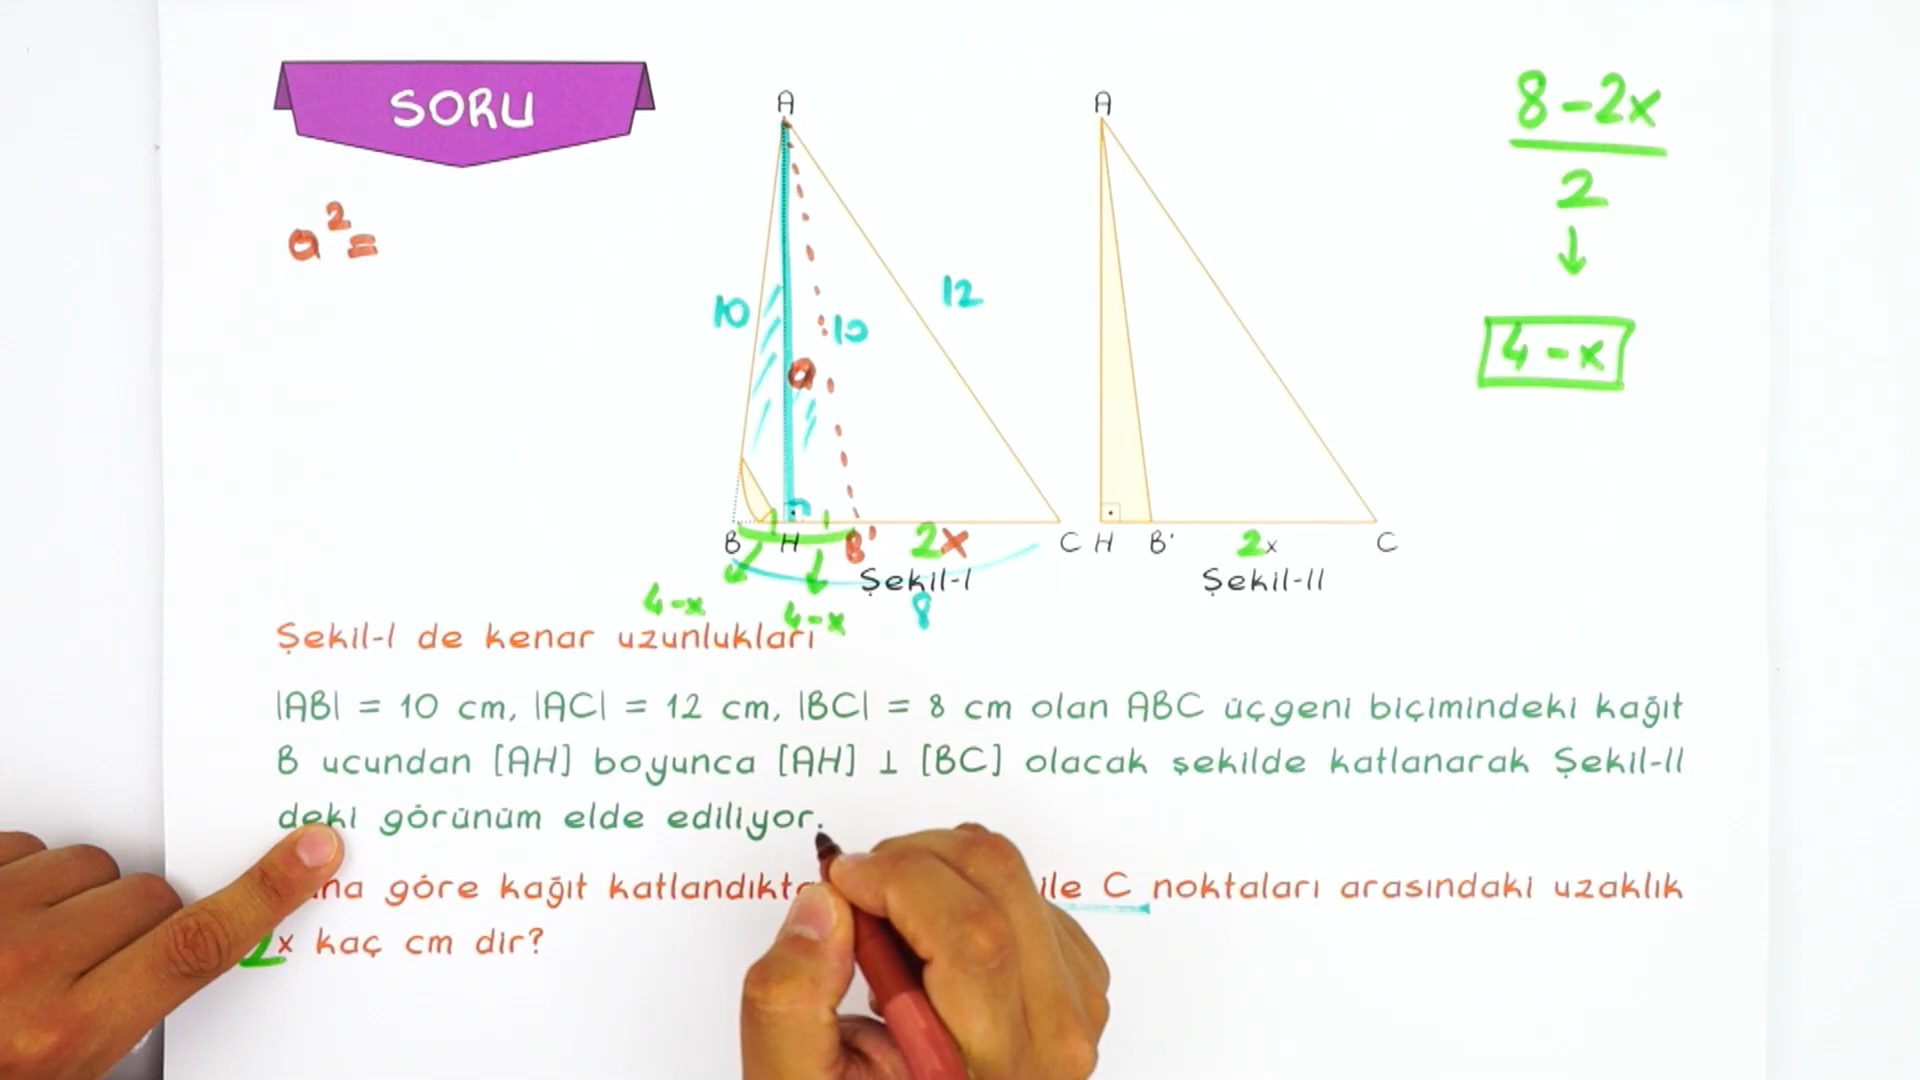 SORU
8-2x
2
4-x
a²=
A
A
10
10
12
a
B H B' 2x C
H B' 2x C
Şekil-I
Şekil-II
4-x
4-x
8
Şekil-I de kenar uzunlukları
|AB| = 10 cm, |AC| = 12 cm, |BC| = 8 cm olan ABC üçgeni biçimindeki kağıt
B ucundan [AH] boyunca [AH] ⊥ [BC] olacak şekilde katlanarak Şekil-II
deki görünüm elde ediliyor.
göre kağıt ile C noktaları arasındaki uzaklık
2x kaç cm dir?